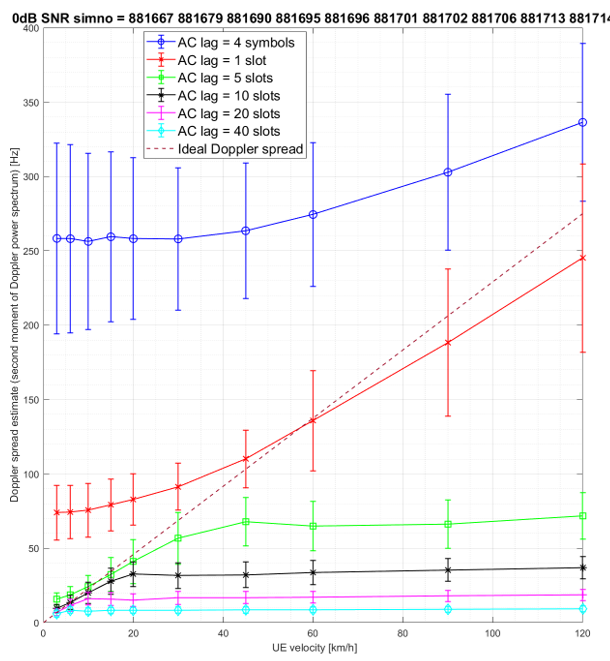 0dB SNR simno = 881667 881679 881690 881695 881696 881701 881702 881706 881713 881714
AC lag = 4 symbols
AC lag = 1 slot
AC lag = 5 slots
AC lag = 10 slots
AC lag = 20 slots
AC lag = 40 slots
Ideal Doppler spread
Doppler spread estimate (second moment of Doppler power spectrum) [Hz]
400
350
300
250
200
150
100
50
0
0 20 40 60 80 100 120
UE velocity [km/h]